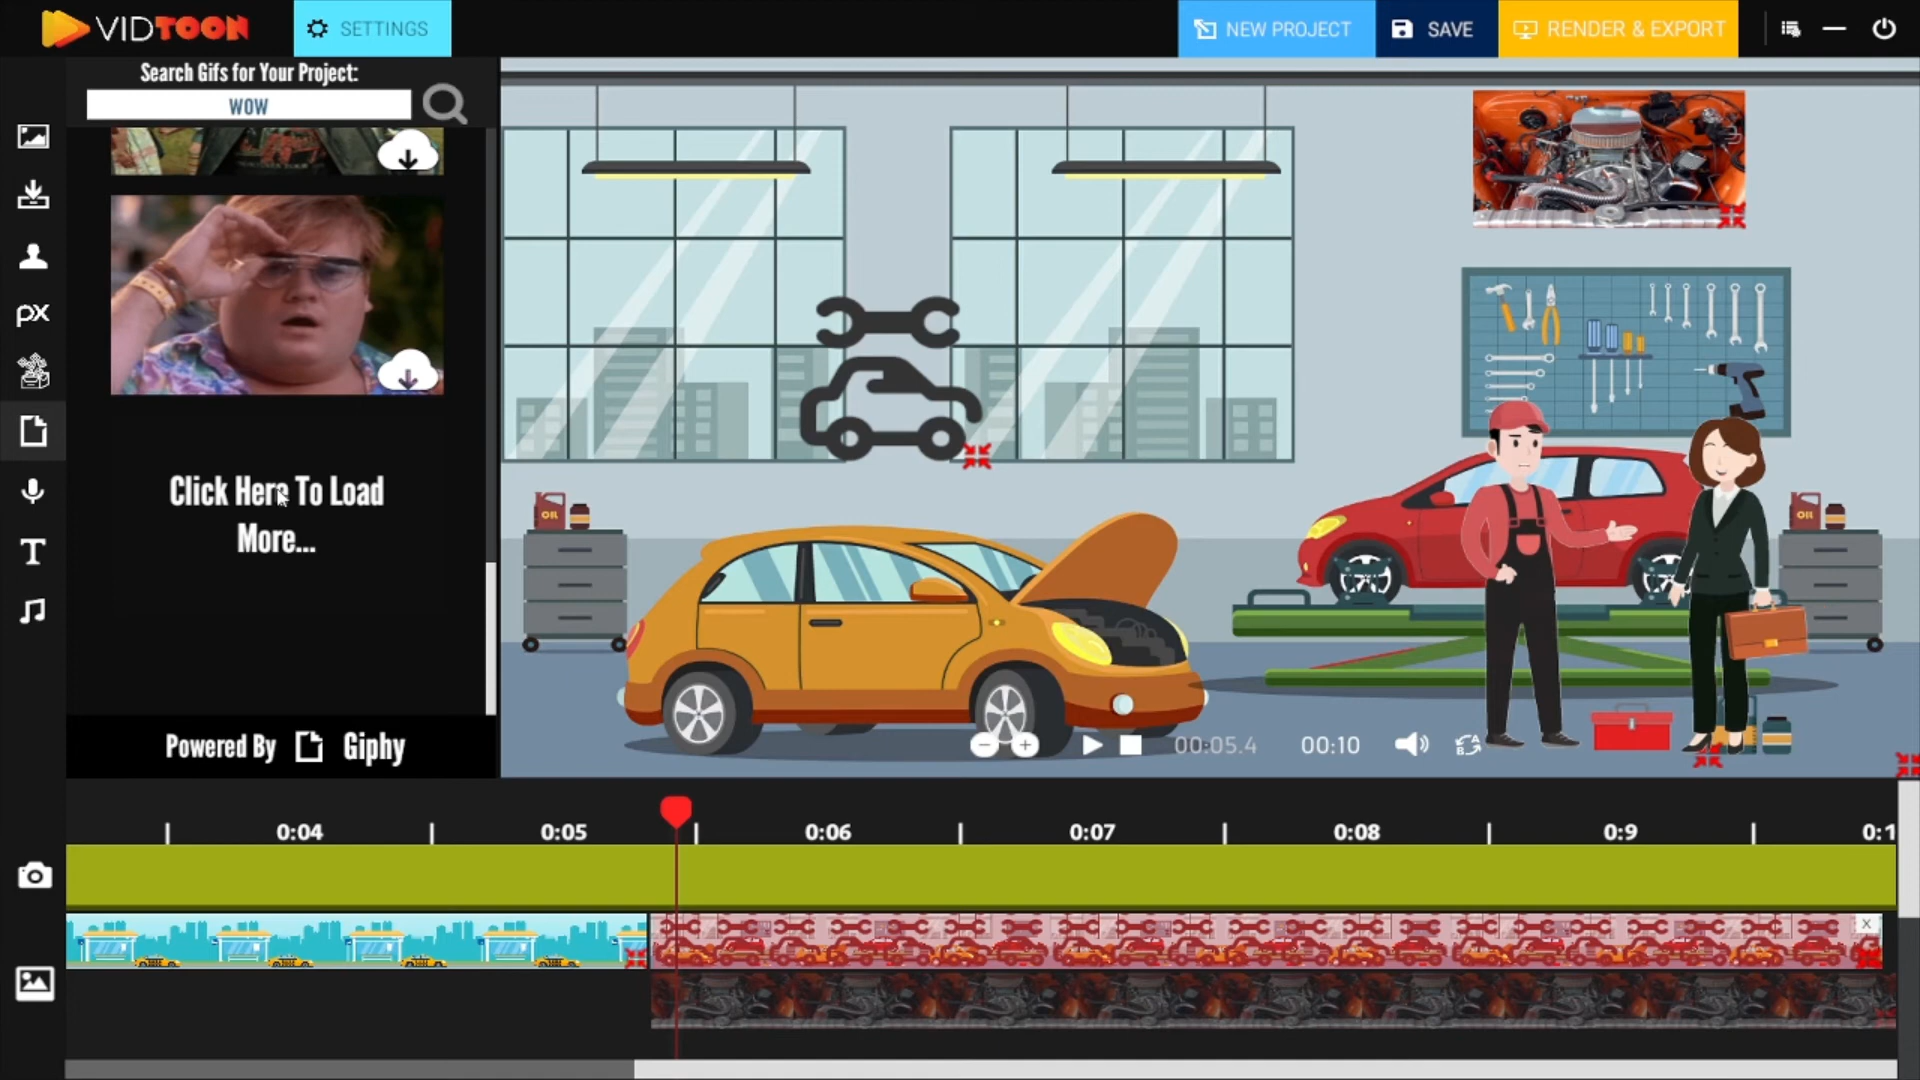 VIDTOON
SETTINGS
NEW PROJECT
SAVE
RENDER & EXPORT
Search Gifs for Your Project:
WOW
px
Click Here To Load
More...
Powered By Giphy
OIL
OIL
00:05.4
00:10
A
B
0:04
0:05
0:06
0:07
0:08
0:9
0:1
X
T